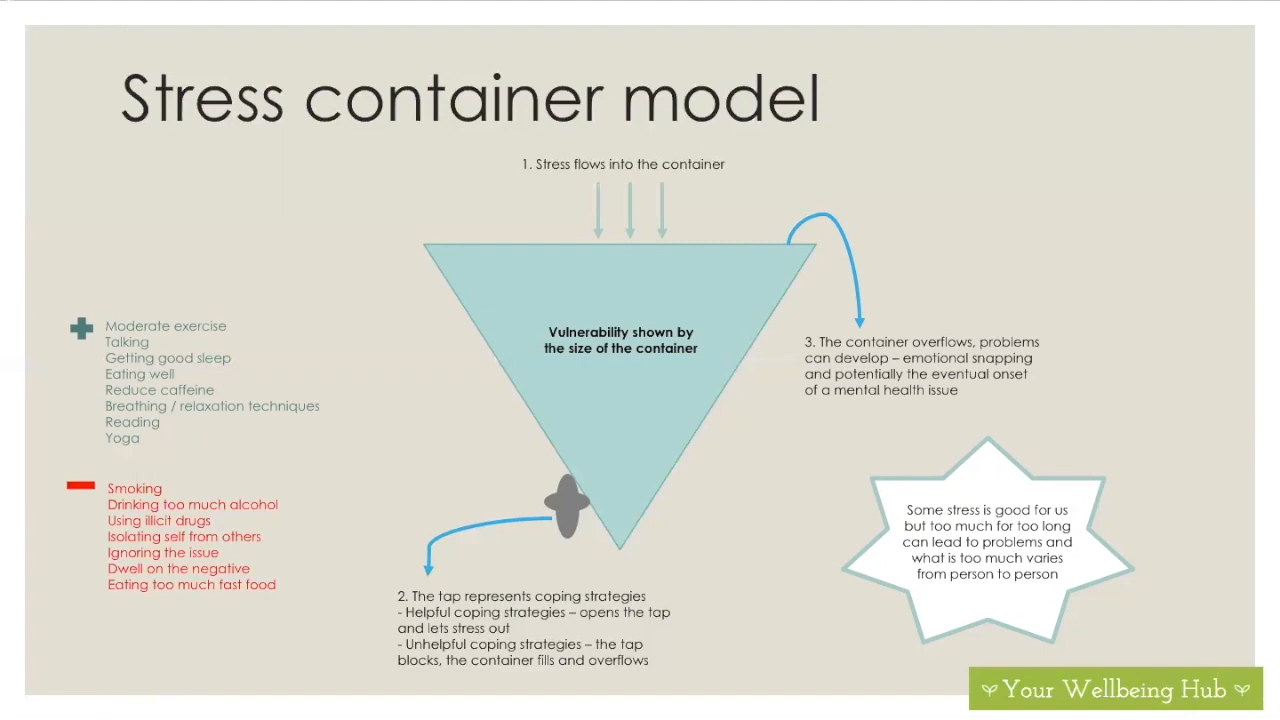 Stress container model
1. Stress flows into the container
Vulnerability shown by
the size of the container
Moderate exercise
Talking
Getting good sleep
Eating well
Reduce caffeine
Breathing / relaxation techniques
Reading
Yoga
Smoking
Drinking too much alcohol
Using illicit drugs
Isolating self from others
Ignoring the issue
Dwell on the negative
Eating too much fast food
2. The tap represents coping strategies
- Helpful coping strategies – opens the tap
and lets stress out
- Unhelpful coping strategies – the tap
blocks, the container fills and overflows
3. The container overflows, problems
can develop – emotional snapping
and potentially the eventual onset
of a mental health issue
Some stress is good for us
but too much for too long
can lead to problems and
what is too much varies
from person to person
Your Wellbeing Hub